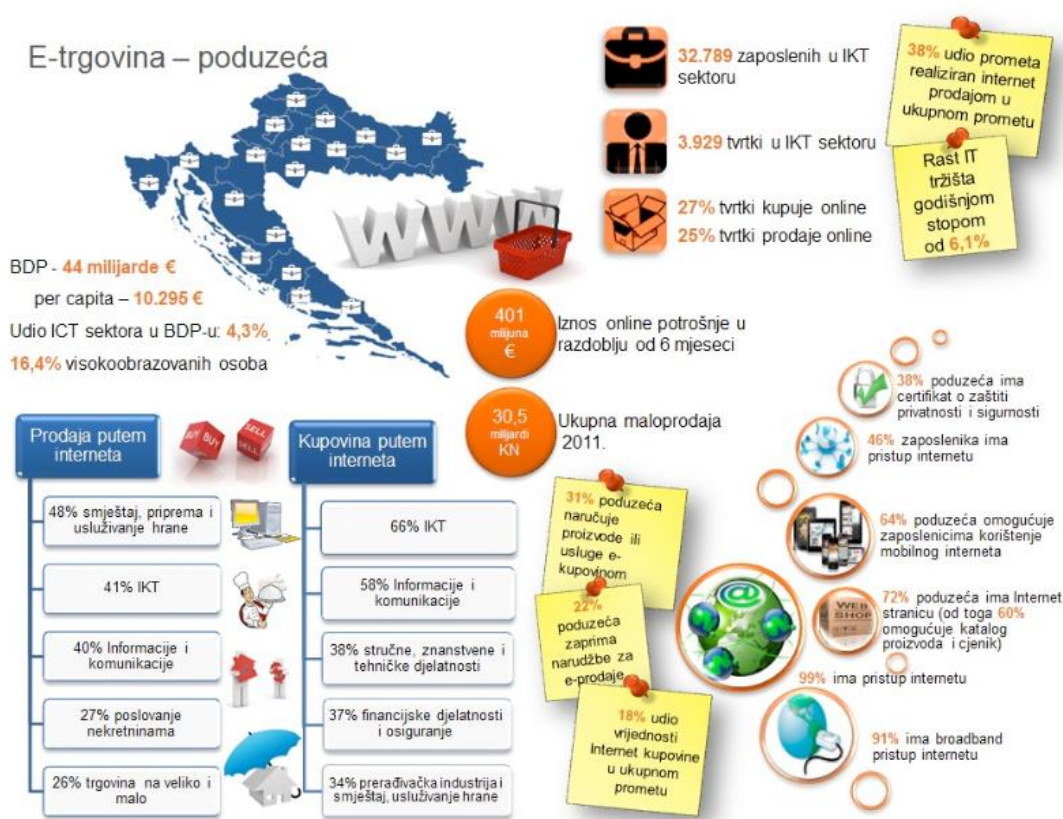 E-trgovina – poduzeća
32.789 zaposlenih u IKT
sektoru
3.929 tvrtki u IKT sektoru
27% tvrtki kupuje online
25% tvrtki prodaje online
38% udio prometa
realiziran internet
prodajom u
ukupnom prometu
Rast IT
tržišta
godišnjom
stopom
od 6,1%
WWW
BDP - 44 milijarde €
per capita – 10.295 €
Udio ICT sektora u BDP-u: 4,3%
16,4% visokoobrazovanih osoba
401
milijuna
€
Iznos online potrošnje u
razdoblju od 6 mjeseci
30,5
milijardi
KN
Ukupna maloprodaja
2011.
Prodaja putem
interneta
BUY
BUY
SELL
SELL
Kupovina putem
interneta
48% smještaj, priprema i
usluživanje hrane
41% IKT
40% Informacije i
komunikacije
27% poslovanje
nekretninama
26% trgovina na veliko i
malo
66% IKT
58% Informacije i
komunikacije
38% stručne, znanstvene i
tehničke djelatnosti
37% financijske djelatnosti
i osiguranje
34% prerađivačka industrija i
smještaj, usluživanje hrane
31% poduzeća
naručuje
proizvode ili
usluge e-
kupovinom
22%
poduzeća
zaprima
narudžbe za
e-prodaje
18% udio
vrijednosti
Internet kupovine
u ukupnom
prometu
38% poduzeća ima
certifikat o zaštiti
privatnosti i sigurnosti
46% zaposlenika ima
pristup internetu
64% poduzeća omogućuje
zaposlenicima korištenje
mobilnog interneta
WEB
SHOP
72% poduzeća ima Internet
stranicu (od toga 60%
omogućuje katalog
proizvoda i cjenik)
@
99% ima pristup internetu
91% ima broadband
pristup internetu